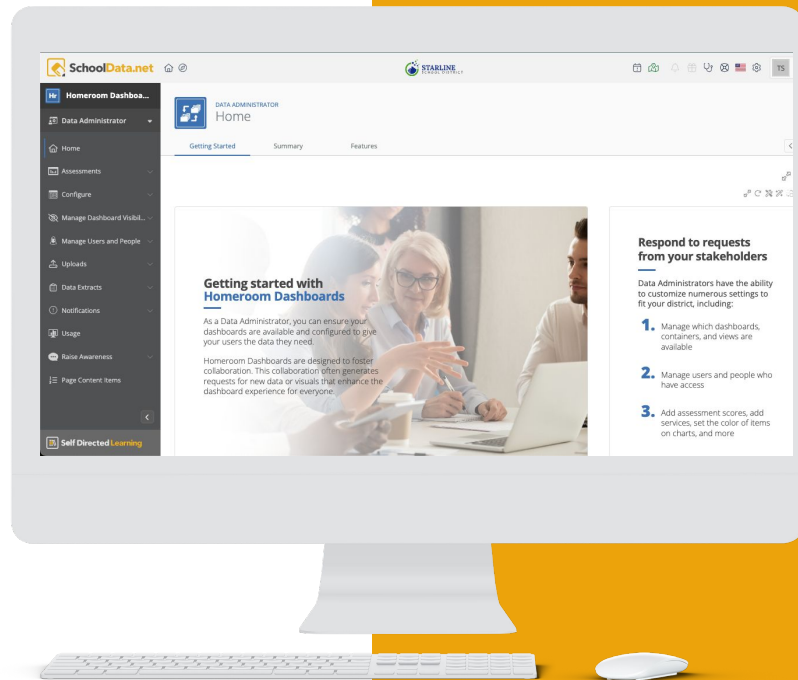 SchoolData.net
STARLINE
SCHOOL DISTRICT
TS
Hr Homeroom Dashboa...
Data Administrator
Home
Assessments
Configure
Manage Dashboard Visibil...
Manage Users and People
Uploads
Data Extracts
Notifications
Usage
Raise Awareness
Page Content Items
Self Directed Learning
DATA ADMINISTRATOR
Home
Getting Started Summary Features
Getting started with
Homeroom Dashboards
As a Data Administrator, you can ensure your
dashboards are available and configured to give
your users the data they need.
Homeroom Dashboards are designed to foster
collaboration. This collaboration often generates
requests for new data or visuals that enhance the
dashboard experience for everyone.
Respond to requests
from your stakeholders
Data Administrators have the ability
to customize numerous settings to
fit your district, including:
1. Manage which dashboards,
containers, and views are
available
2. Manage users and people who
have access
3. Add assessment scores, add
services, set the color of items
on charts, and more